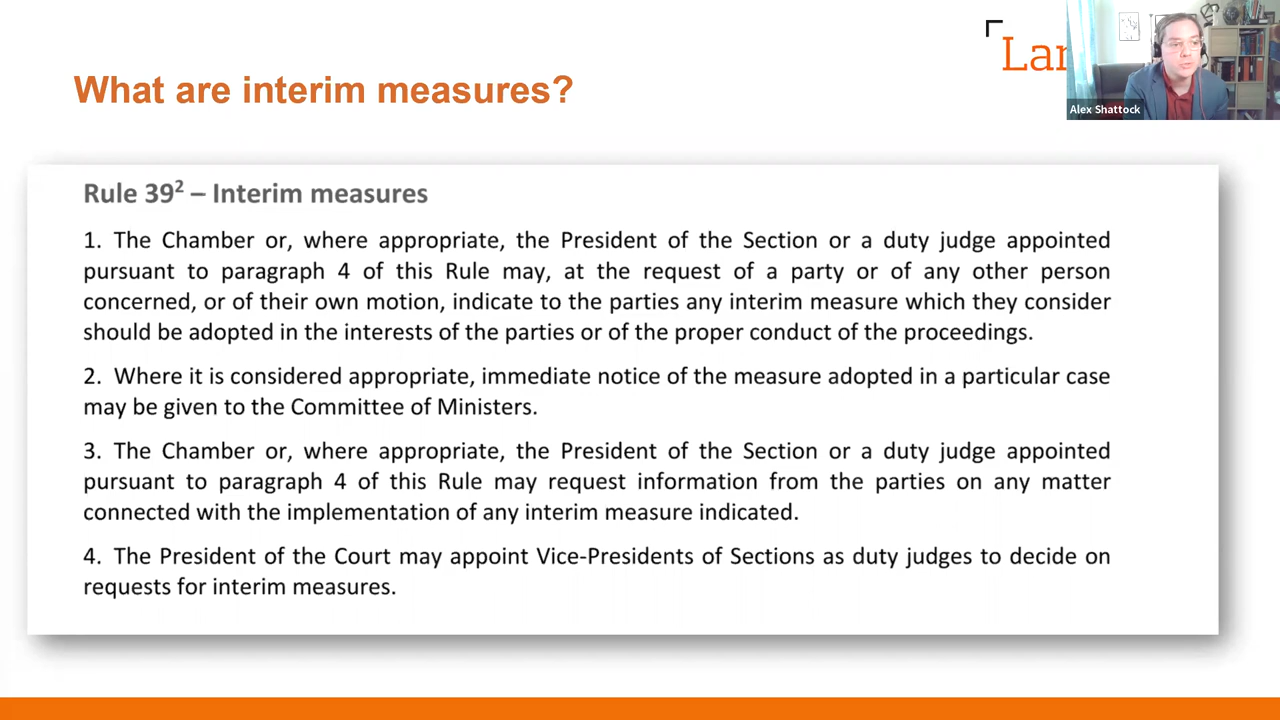 What are interim measures?
Lan
Alex Shattock
Rule 39² – Interim measures
1. The Chamber or, where appropriate, the President of the Section or a duty judge appointed
pursuant to paragraph 4 of this Rule may, at the request of a party or of any other person
concerned, or of their own motion, indicate to the parties any interim measure which they consider
should be adopted in the interests of the parties or of the proper conduct of the proceedings.
2. Where it is considered appropriate, immediate notice of the measure adopted in a particular case
may be given to the Committee of Ministers.
3. The Chamber or, where appropriate, the President of the Section or a duty judge appointed
pursuant to paragraph 4 of this Rule may request information from the parties on any matter
connected with the implementation of any interim measure indicated.
4. The President of the Court may appoint Vice-Presidents of Sections as duty judges to decide on
requests for interim measures.